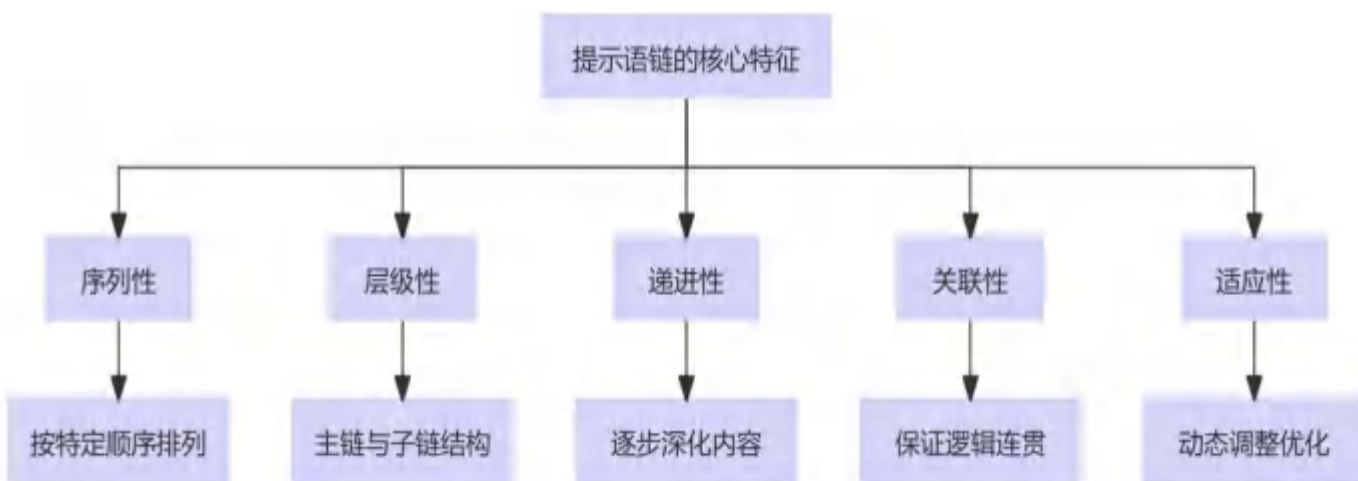 提示语链的核心特征
序列性
层级性
递进性
关联性
适应性
按特定顺序排列
主链与子链结构
逐步深化内容
保证逻辑连贯
动态调整优化